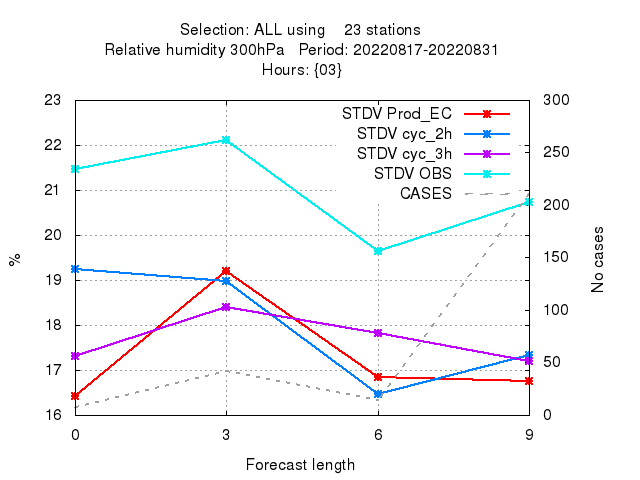 Selection: ALL using    23 stations
Relative humidity 300hPa   Period: 20220817-20220831
Hours: {03}
23
22
21
20
19
18
17
16
%
STDV Prod_EC
STDV cyc_2h
STDV cyc_3h
STDV OBS
CASES
300
250
200
150
100
50
0
No cases
0 3 6 9
Forecast length